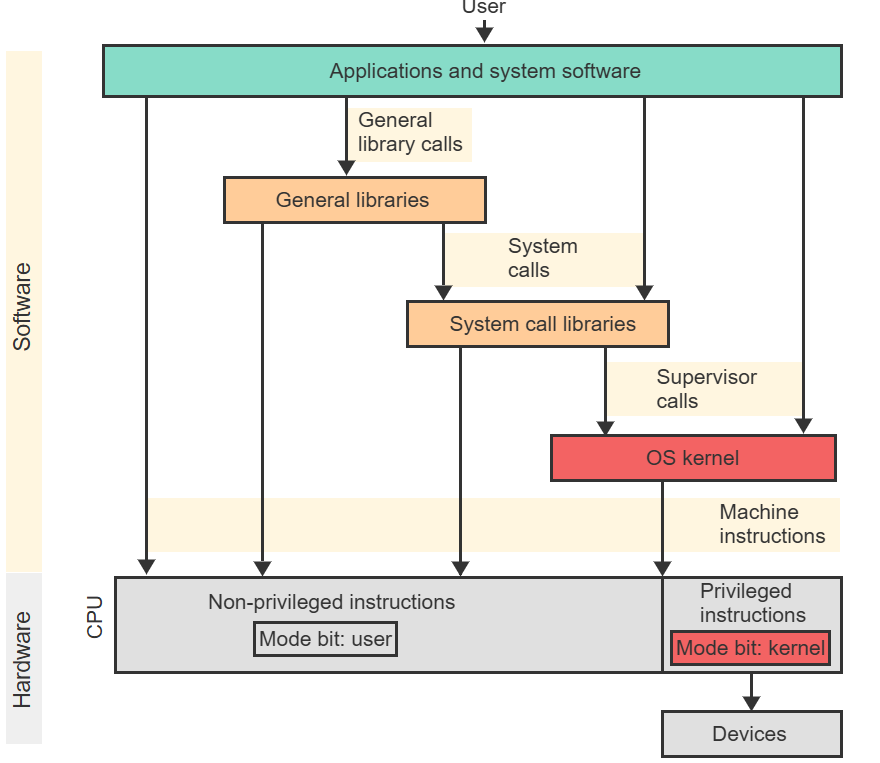 User
Applications and system software
General
library calls
General libraries
System
calls
System call libraries
Supervisor
calls
OS kernel
Machine
instructions
Software
Hardware
CPU
Non-privileged instructions
Mode bit: user
Privileged
instructions
Mode bit: kernel
Devices